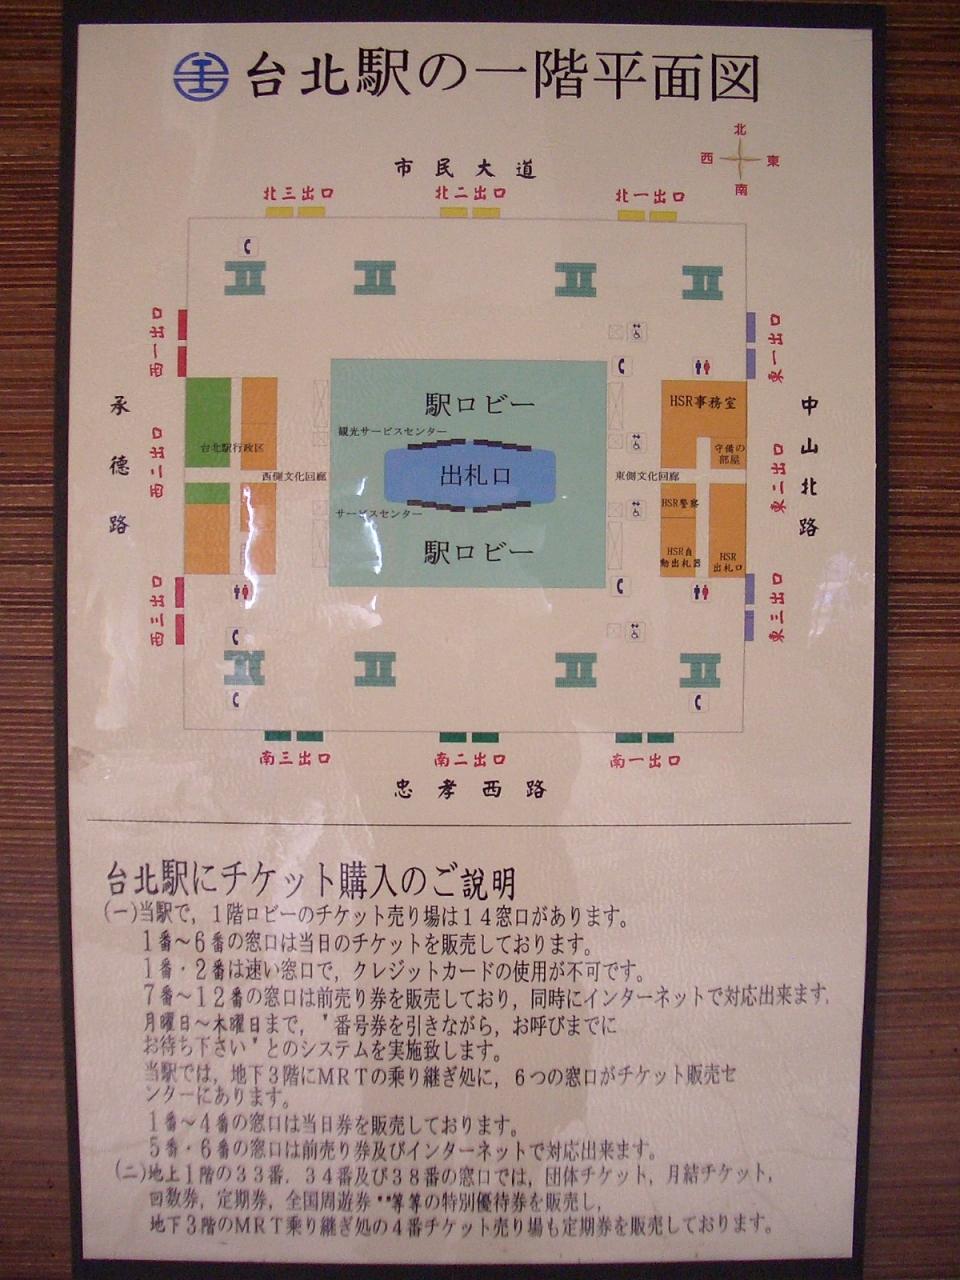 台北駅の一階平面図
北
西 東
南
市民大道
北三出口 北二出口 北一出口
西一出口
東一出口
駅ロビー
HSR事務室
承德路
中山北路
観光サービスセンター
台北駅行政区
守備の
部屋
西二出口
西側文化回廊
出札口
東側文化回廊
東二出口
HSR警察
サービスセンター
駅ロビー
HSR自
動出札器
HSR
出札口
西三出口
東三出口
南三出口 南二出口 南一出口
忠孝西路
台北駅にチケット購入のご説明
(一)当駅で，1階ロビーのチケット売り場は14窓口があります。
1番～6番の窓口は当日のチケットを販売しております。
1番・2番は速い窓口で，クレジットカードの使用が不可です。
7番～12番の窓口は前売り券を販売しており，同時にインターネットで対応出来ます.
月曜日～木曜日まで，"番号券を引きながら，お呼びまでに
お待ち下さい"とのシステムを実施致します。
当駅では，地下3階にMRTの乗り継ぎ処に，6つの窓口がチケット販売セ
ンターにあります。
1番～4番の窓口は当日券を販売しております。
5番・6番の窓口は前売り券及びインターネットで対応出来ます。
(二)地上1階の33番，34番及び38番の窓口では，団体チケット，月結チケット，
回数券，定期券，全国周遊券‥等等の特別優待券を販売し，
地下3階のMRT乗り継ぎ処の4番チケット売り場も定期券を販売しております。